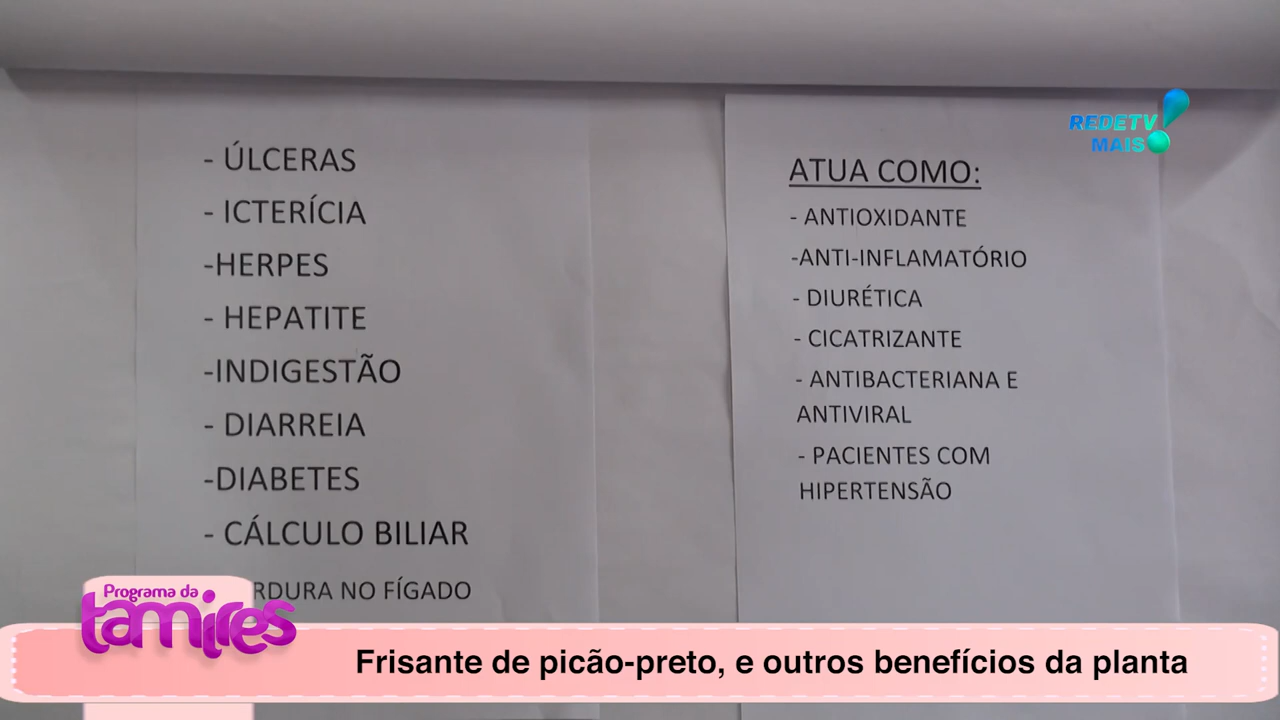 - ÚLCERAS
- ICTERÍCIA
-HERPES
- HEPATITE
-INDIGESTÃO
- DIARREIA
-DIABETES
- CÁLCULO BILIAR
RDURA NO FÍGADO
REDETV!
MAIS
ATUA COMO:
- ANTIOXIDANTE
-ANTI-INFLAMATÓRIO
- DIURÉTICA
- CICATRIZANTE
- ANTIBACTERIANA E
ANTIVIRAL
- PACIENTES COM
HIPERTENSÃO
Programa da
tamires
Frisante de picão-preto, e outros benefícios da planta